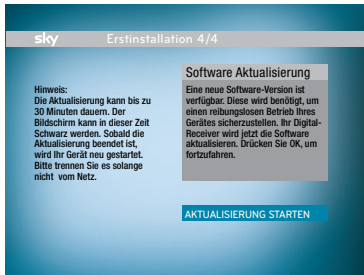 sky Erstinstallation 4/4
Hinweis:
Die Aktualisierung kann bis zu
30 Minuten dauern. Der
Bildschirm kann in dieser Zeit
Schwarz werden. Sobald die
Aktualisierung beendet ist,
wird Ihr Gerät neu gestartet.
Bitte trennen Sie es solange
nicht vom Netz.
Software Aktualisierung
Eine neue Software-Version ist
verfügbar. Diese wird benötigt, um
einen reibungslosen Betrieb Ihres
Gerätes sicherzustellen. Ihr Digital-
Receiver wird jetzt die Software
aktualisieren. Drücken Sie OK, um
fortzufahren.
AKTUALISIERUNG STARTEN